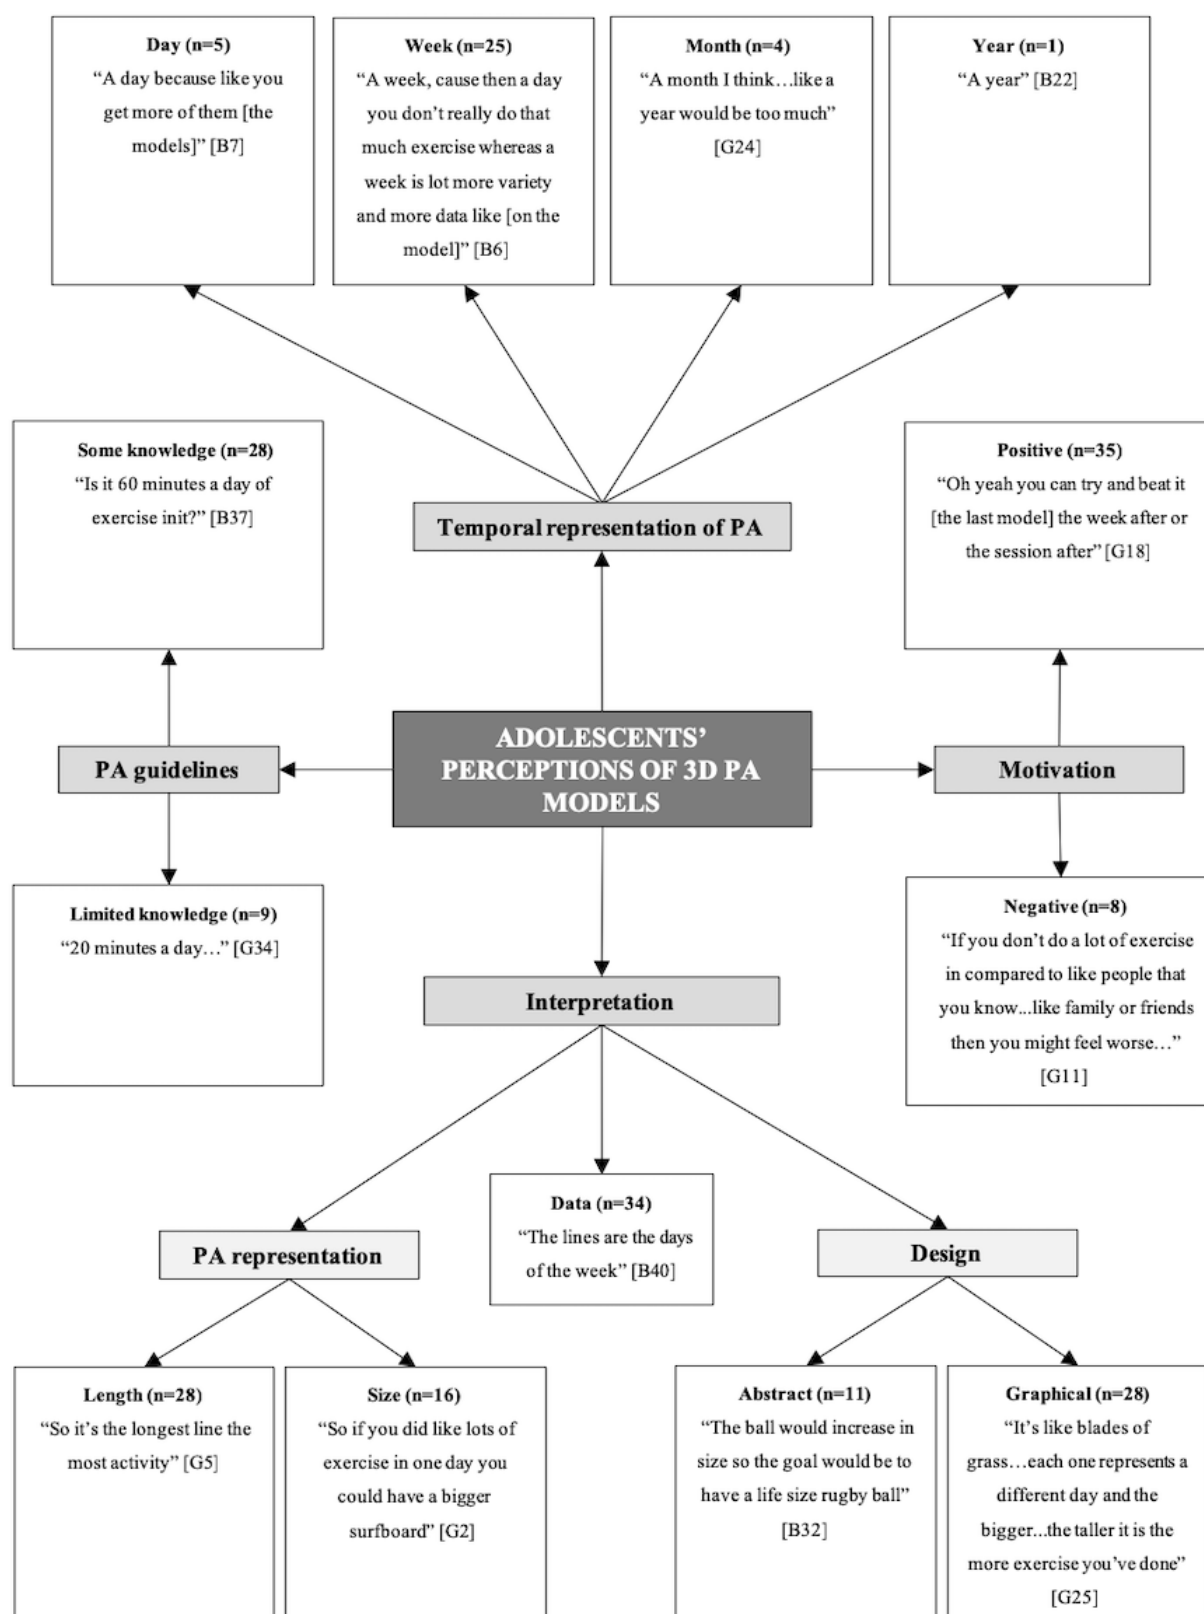 Day (n=5)
“A day because like you
get more of them [the
models]” [B7]
Week (n=25)
“A week, cause then a day
you don’t really do that
much exercise whereas a
week is lot more variety
and more data like [on the
model]” [B6]
Month (n=4)
“A month I think…like a
year would be too much”
[G24]
Year (n=1)
“A year” [B22]
Some knowledge (n=28)
“Is it 60 minutes a day of
exercise init?” [B37]
Temporal representation of PA
Positive (n=35)
“Oh yeah you can try and beat it
[the last model] the week after or
the session after” [G18]
PA guidelines
ADOLESCENTS’
PERCEPTIONS OF 3D PA
MODELS
Motivation
Limited knowledge (n=9)
“20 minutes a day…” [G34]
Negative (n=8)
“If you don’t do a lot of exercise
in compared to like people that
you know...like family or friends
then you might feel worse…”
[G11]
Interpretation
PA representation
Data (n=34)
“The lines are the days
of the week” [B40]
Design
Length (n=28)
“So it’s the longest line the
most activity” [G5]
Size (n=16)
“So if you did like lots of
exercise in one day you
could have a bigger
surfboard” [G2]
Abstract (n=11)
“The ball would increase in
size so the goal would be to
have a life size rugby ball”
[B32]
Graphical (n=28)
“It’s like blades of
grass…each one represents a
different day and the
bigger...the taller it is the
more exercise you’ve done”
[G25]